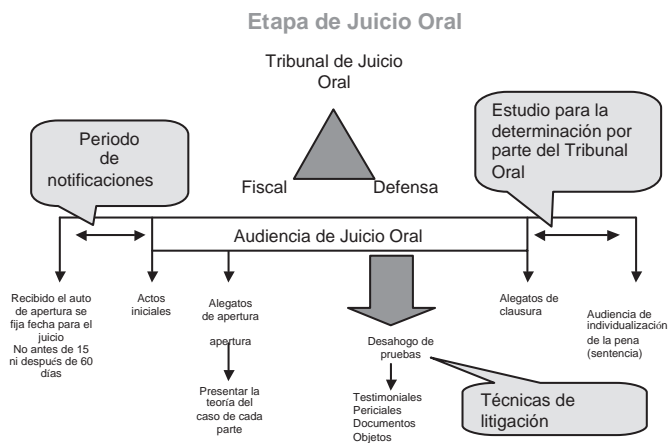 Etapa de Juicio Oral
Tribunal de Juicio
Oral
Periodo
de
notificaciones
Estudio para la
determinación por
parte del Tribunal
Oral
Fiscal
Defensa
Audiencia de Juicio Oral
Recibido el auto
de apertura se
fija fecha para el
juicio
No antes de 15
ni después de 60
días
Actos
iniciales
Alegatos
de apertura
apertura
Presentar la
teoría del
caso de cada
parte
Desahogo de
pruebas
Testimoniales
Periciales
Documentos
Objetos
Técnicas de
litigación
Alegatos de
clausura
Audiencia de
individualización
de la pena
(sentencia)